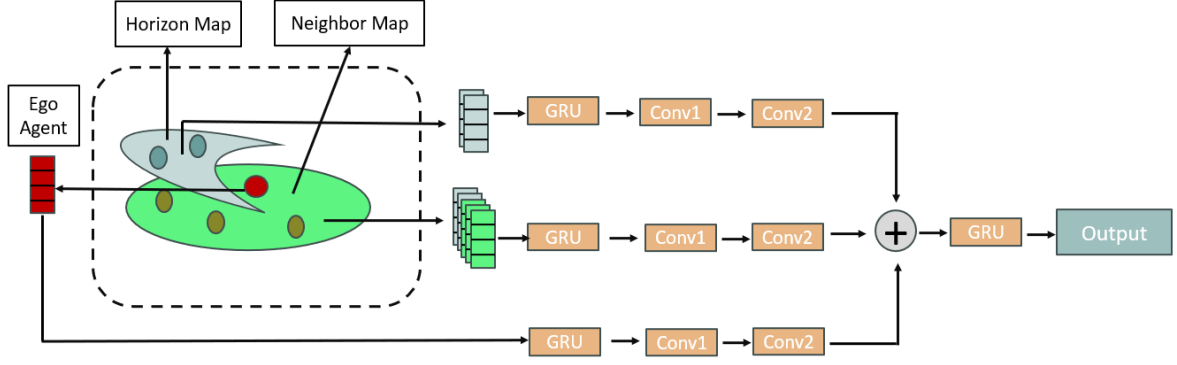 Horizon Map
Neighbor Map
Ego
Agent
GRU
Conv1
Conv2
GRU
Conv1
Conv2
+
GRU
Output
GRU
Conv1
Conv2